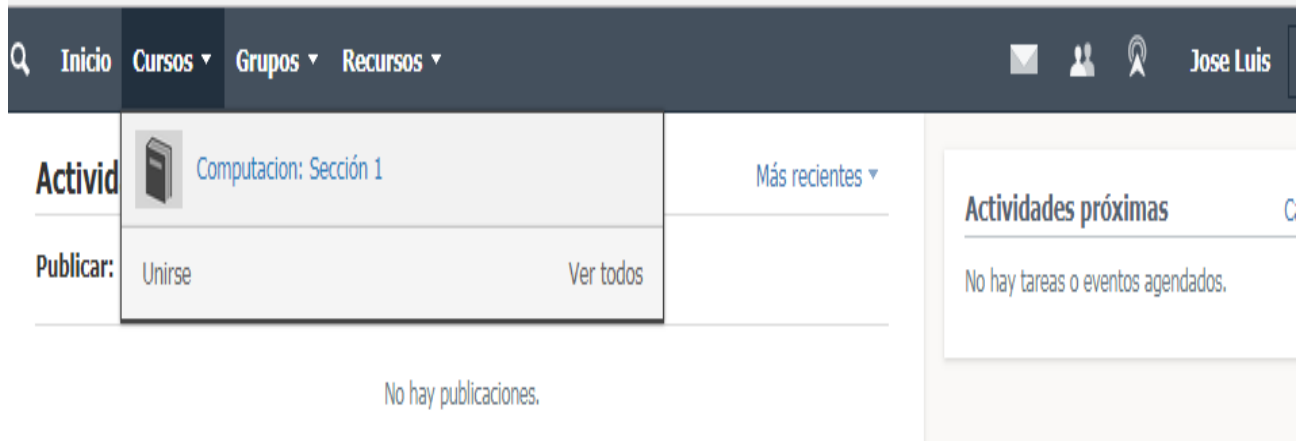 Inicio Cursos Grupos Recursos Jose Luis
Computacion: Sección 1
Unirse Ver todos
Activid Más recientes
Publicar:
No hay publicaciones.
Actividades próximas
No hay tareas o eventos agendados.